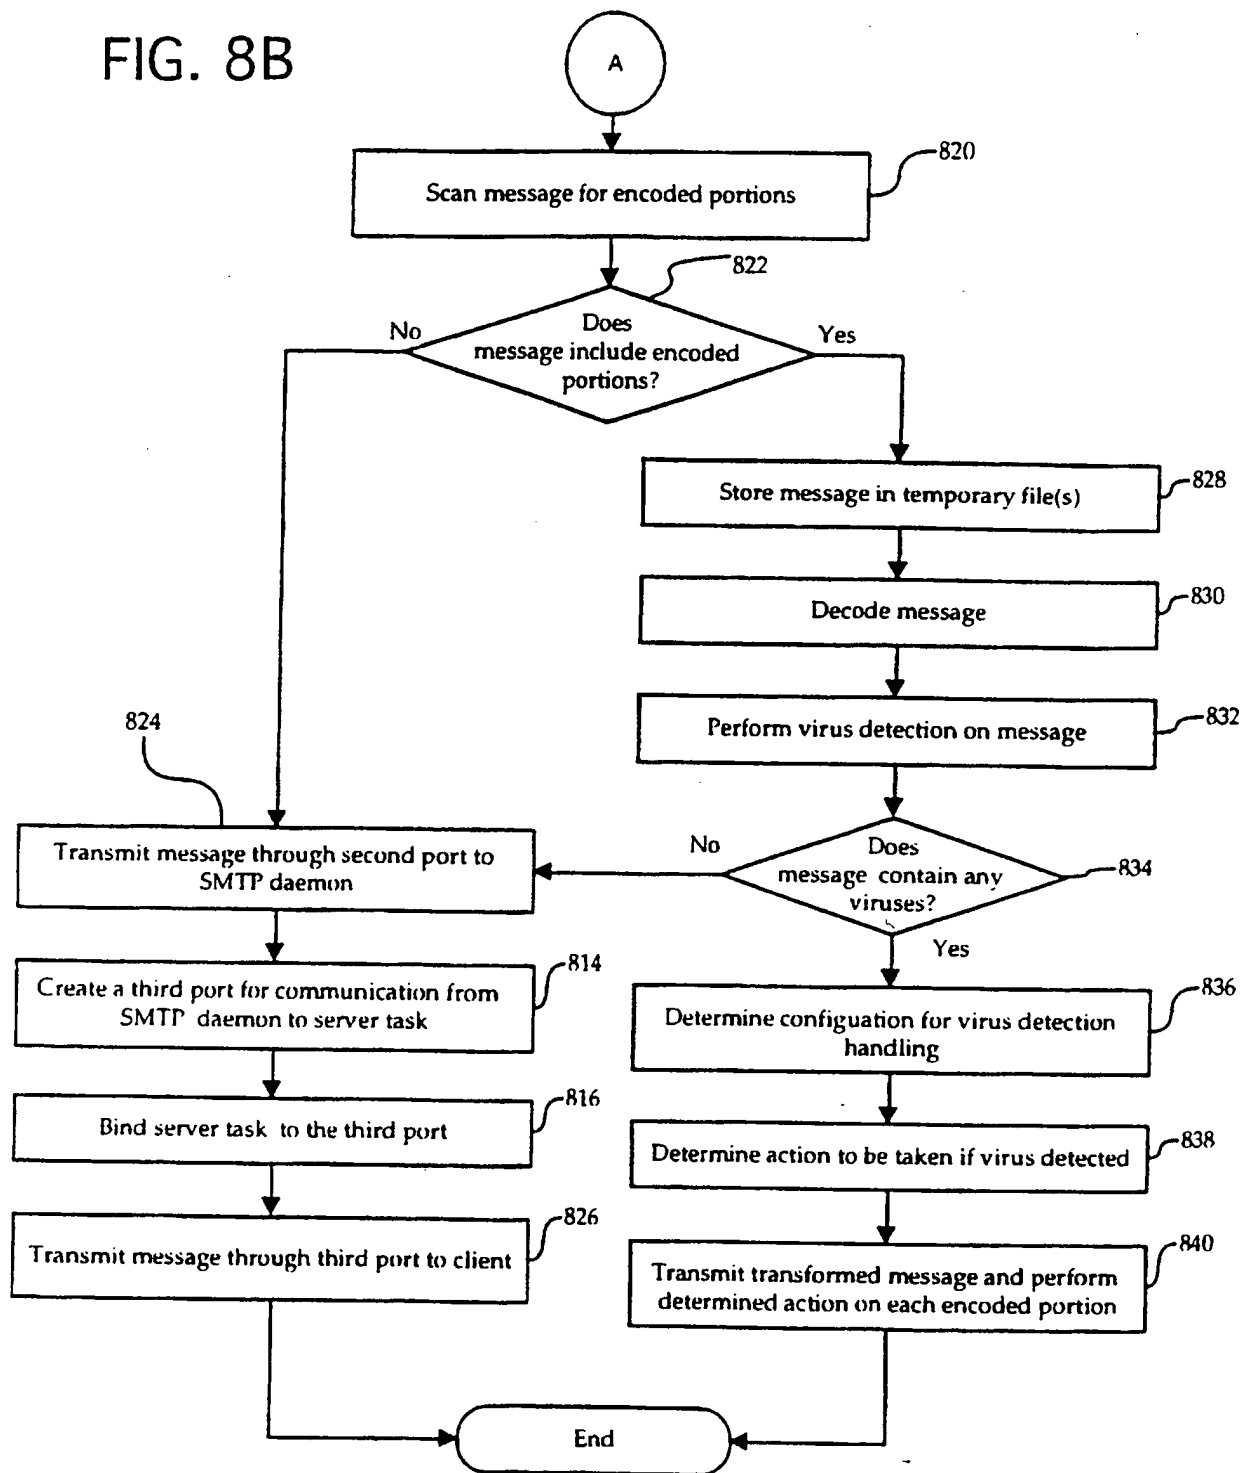 FIG. 8B
A
820
Scan message for encoded portions
822
No
Does
message include encoded
portions?
Yes
828
Store message in temporary file(s)
830
Decode message
832
Perform virus detection on message
824
Transmit message through second port to
SMTP daemon
No
Does
message contain any
viruses?
834
Yes
814
Create a third port for communication from
SMTP daemon to server task
836
Determine configuation for virus detection
handling
816
Bind server task to the third port
838
Determine action to be taken if virus detected
826
Transmit message through third port to client
840
Transmit transformed message and perform
determined action on each encoded portion
End